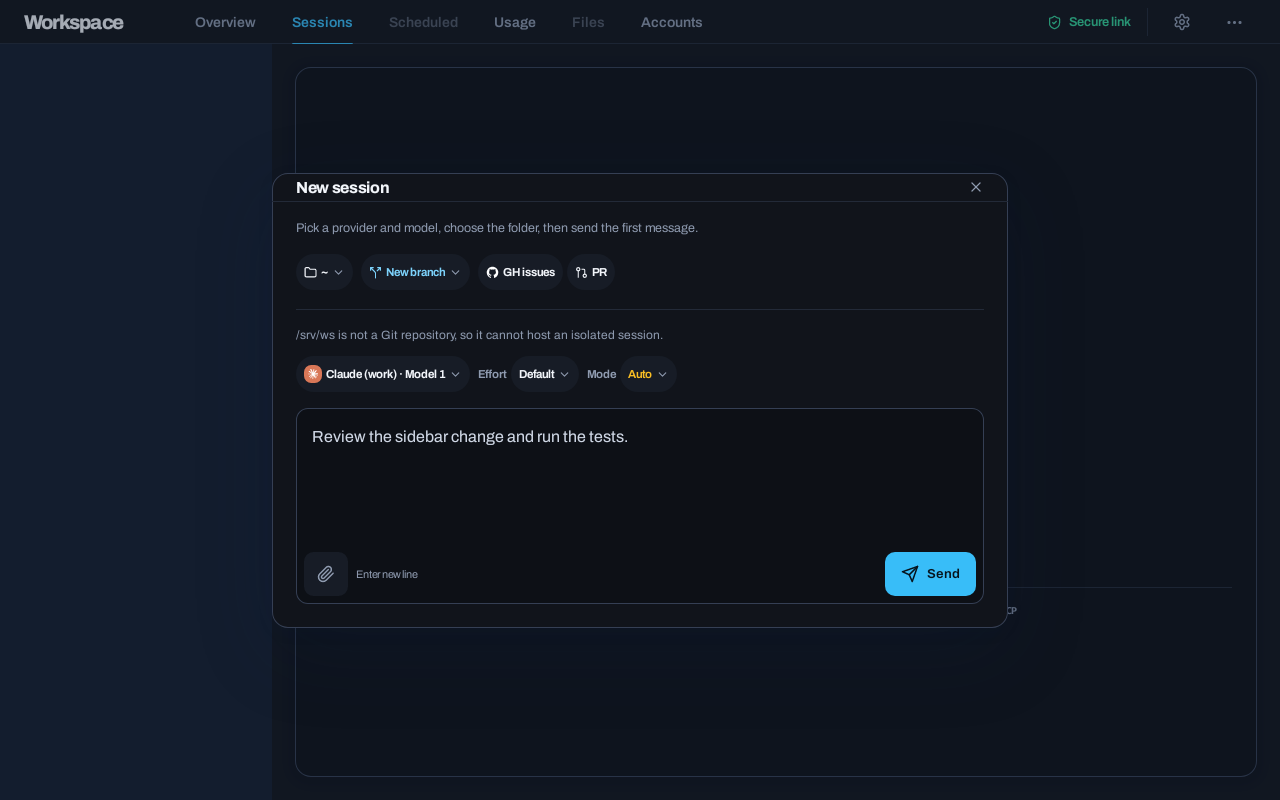 Workspace
Overview
Sessions
Scheduled
Usage
Files
Accounts
Secure link
New session
Pick a provider and model, choose the folder, then send the first message.
~
New branch
GH issues
PR
/srv/ws is not a Git repository, so it cannot host an isolated session.
Claude (work) · Model 1
Effort
Default
Mode
Auto
Review the sidebar change and run the tests.
Enter new line
Send